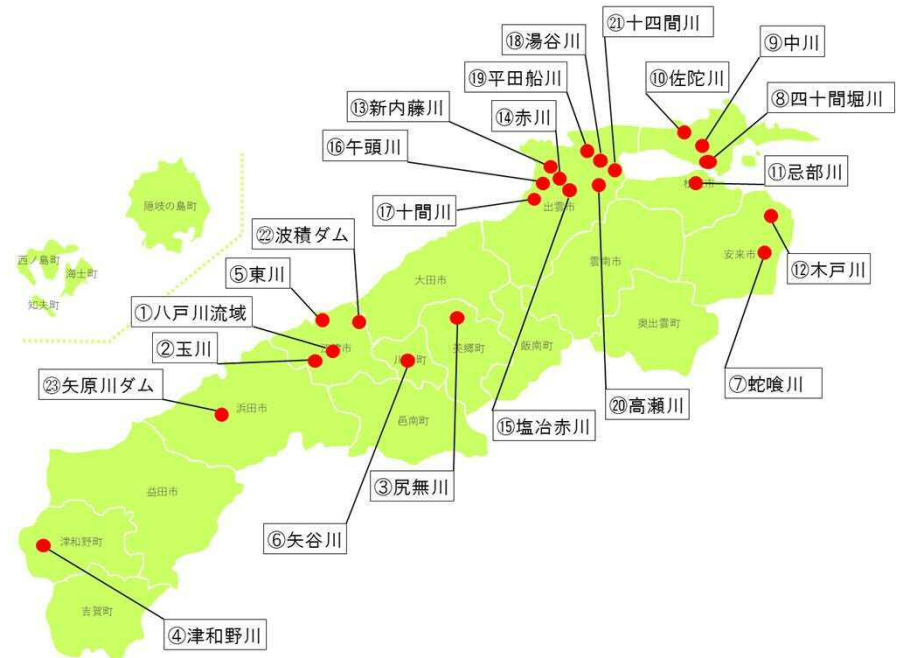 ㉑十四間川
⑱湯谷川
⑨中川
⑲平田船川
⑩佐陀川
⑬新内藤川
⑧四十間堀川
⑭赤川
⑯午頭川
⑪忌部川
⑰十間川
出雲市
隠岐の島町
㉒波積ダム
雲南市
安来市
西ノ島町
海士町
⑤東川
大田市
⑫木戸川
知夫町
①八戸川流域
奥出雲町
②玉川
美郷町
飯南町
㉓矢原川ダム
⑦蛇喰川
浜田市
邑南町
⑮塩冶赤川
⑳高瀬川
③尻無川
益田市
⑥矢谷川
津和野町
吉賀町
④津和野川